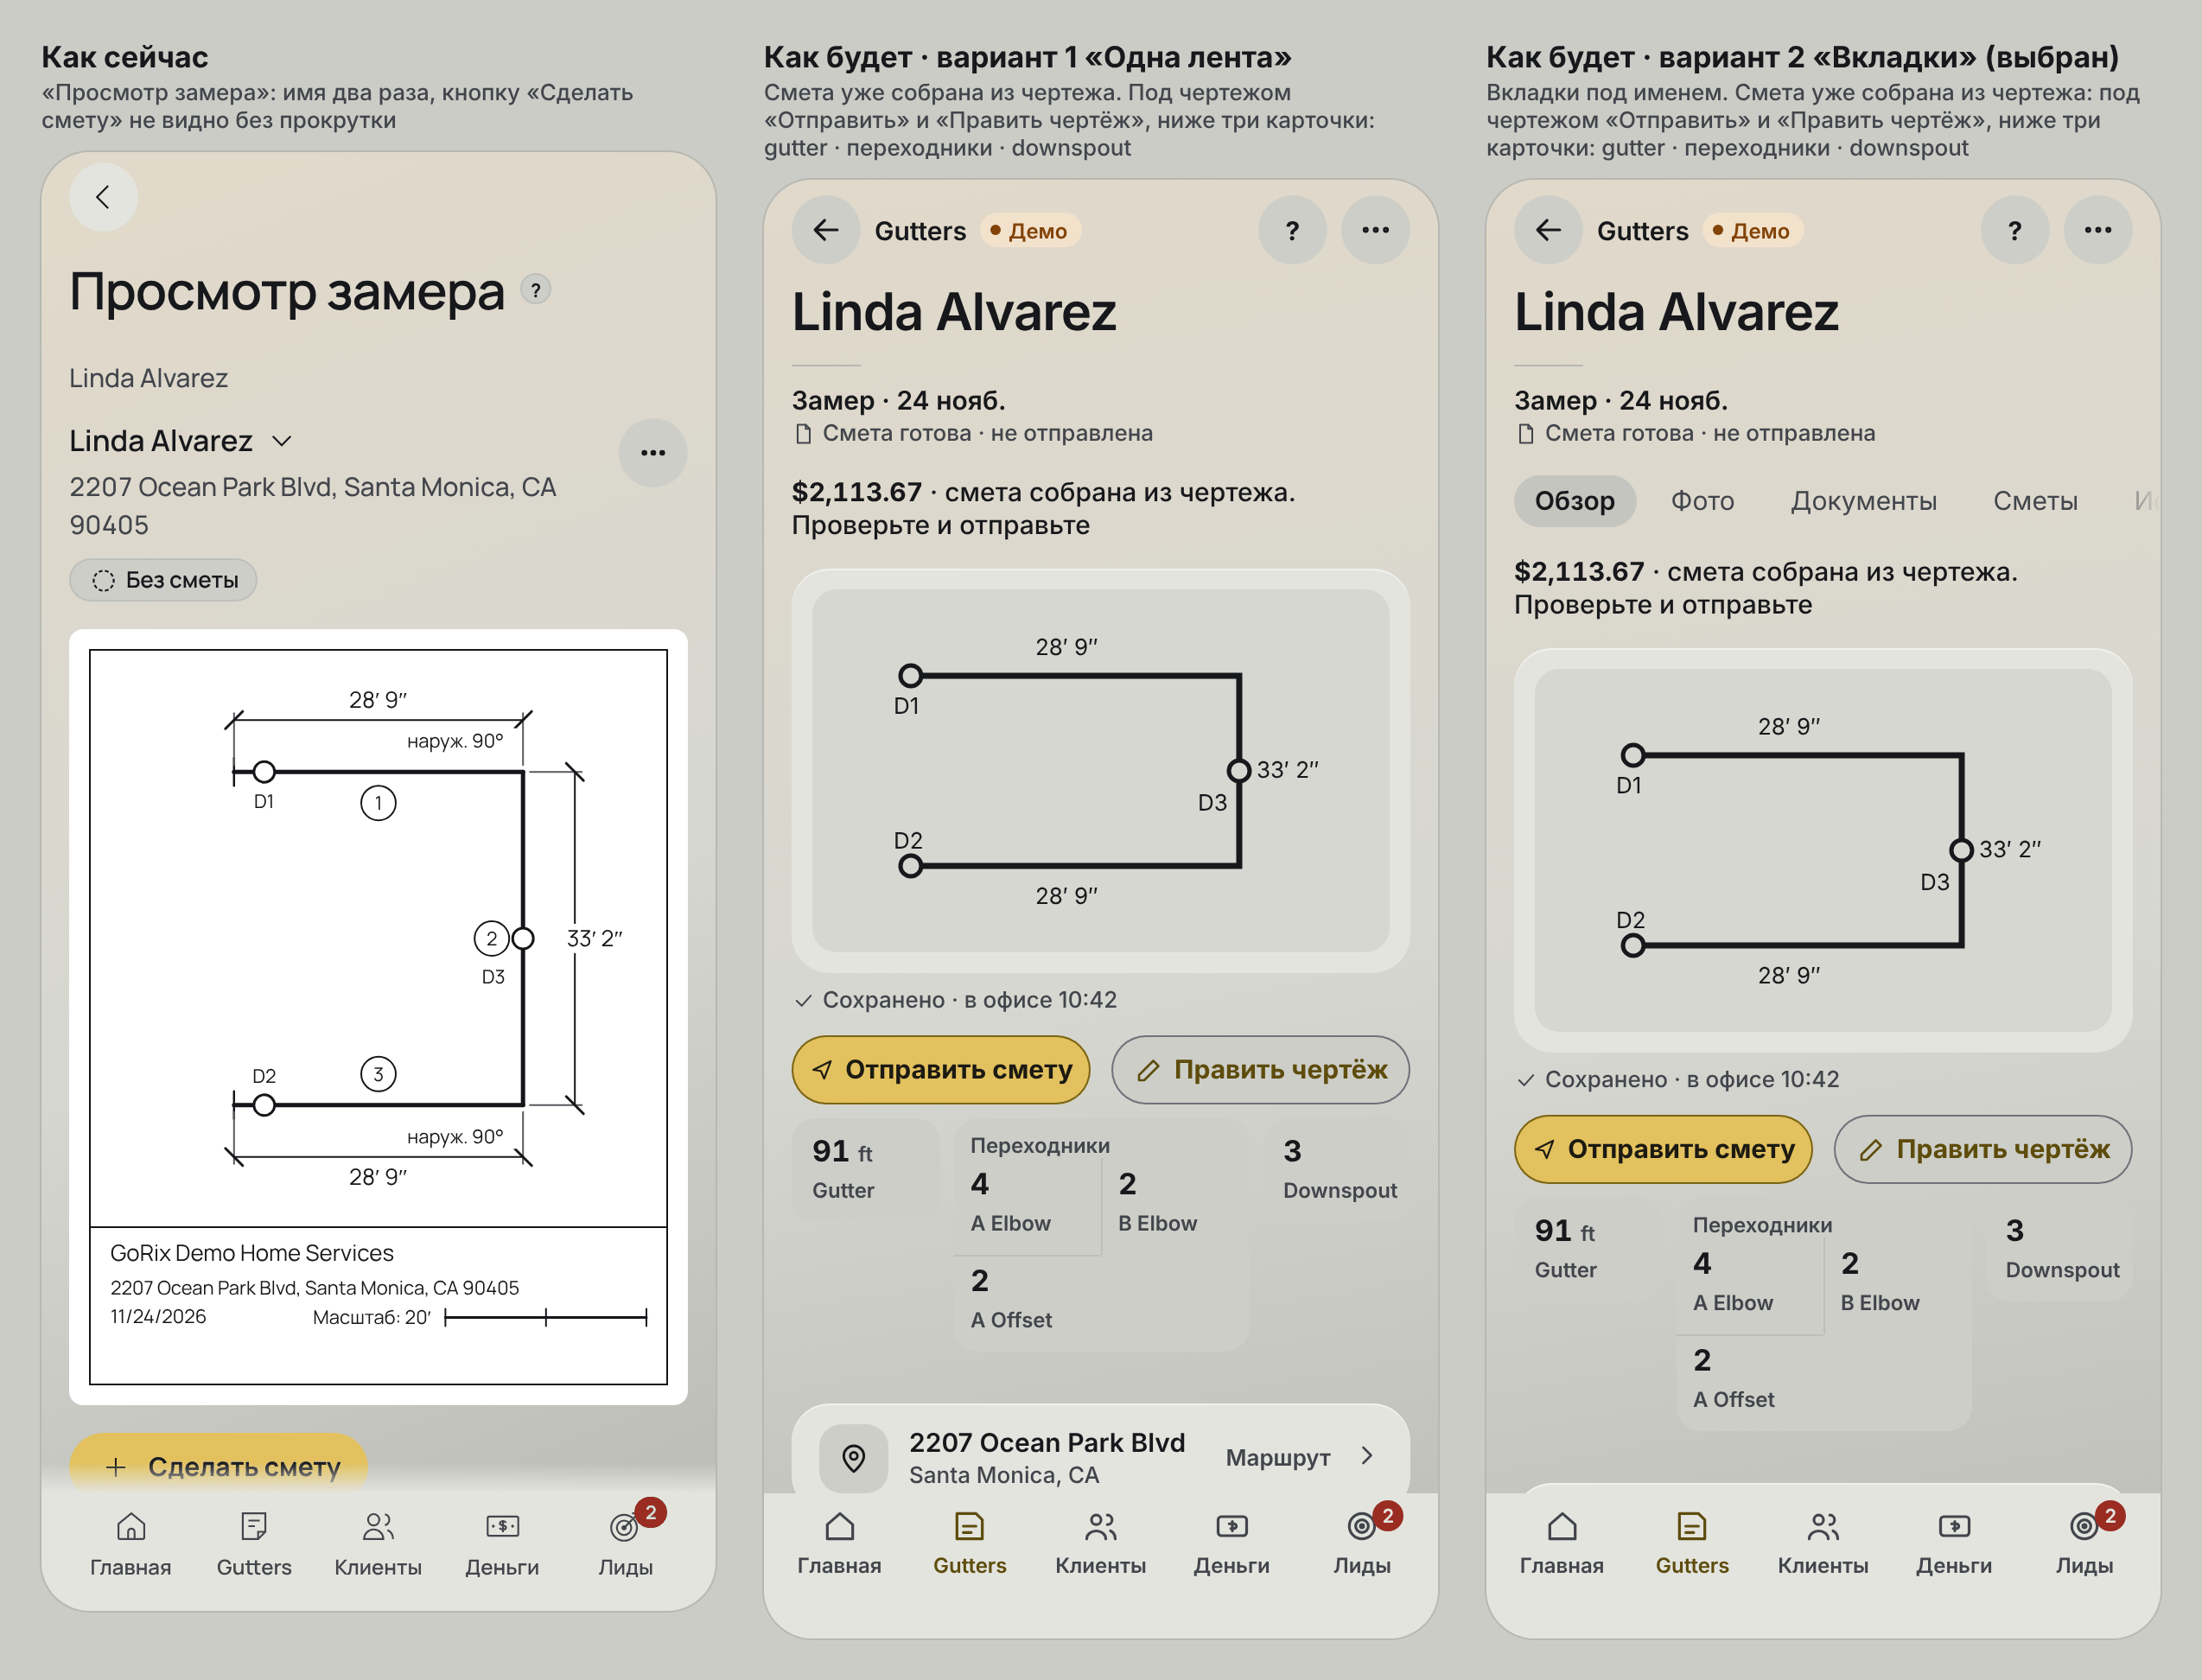 Как сейчас
«Просмотр замера»: имя два раза, кнопку «Сделать
смету» не видно без прокрутки
Просмотр замера ?
Linda Alvarez
Linda Alvarez
2207 Ocean Park Blvd, Santa Monica, CA
90405
Без сметы
28′ 9″
наруж. 90°
D1
1
2
33′ 2″
D3
D2
3
наруж. 90°
28′ 9″
GoRix Demo Home Services
2207 Ocean Park Blvd, Santa Monica, CA 90405
11/24/2026 Масштаб: 20′
+ Сделать смету
2
Главная Gutters Клиенты Деньги Лиды
Как будет · вариант 1 «Одна лента»
Смета уже собрана из чертежа. Под чертежом
«Отправить» и «Править чертёж», ниже три карточки:
gutter · переходники · downspout
Gutters Демо ?
Linda Alvarez
Замер · 24 нояб.
Смета готова · не отправлена
$2,113.67 · смета собрана из чертежа.
Проверьте и отправьте
28′ 9″
D1
33′ 2″
D3
D2
28′ 9″
Сохранено · в офисе 10:42
Отправить смету Править чертёж
91 ft
Gutter
Переходники
4
A Elbow
2
B Elbow
2
A Offset
3
Downspout
2207 Ocean Park Blvd
Santa Monica, CA
Маршрут
2
Главная Gutters Клиенты Деньги Лиды
Как будет · вариант 2 «Вкладки» (выбран)
Вкладки под именем. Смета уже собрана из чертежа: под
чертежом «Отправить» и «Править чертёж», ниже три
карточки: gutter · переходники · downspout
Gutters Демо ?
Linda Alvarez
Замер · 24 нояб.
Смета готова · не отправлена
Обзор Фото Документы Сметы
$2,113.67 · смета собрана из чертежа.
Проверьте и отправьте
28′ 9″
D1
33′ 2″
D3
D2
28′ 9″
Сохранено · в офисе 10:42
Отправить смету Править чертёж
91 ft
Gutter
Переходники
4
A Elbow
2
B Elbow
2
A Offset
3
Downspout
2
Главная Gutters Клиенты Деньги Лиды